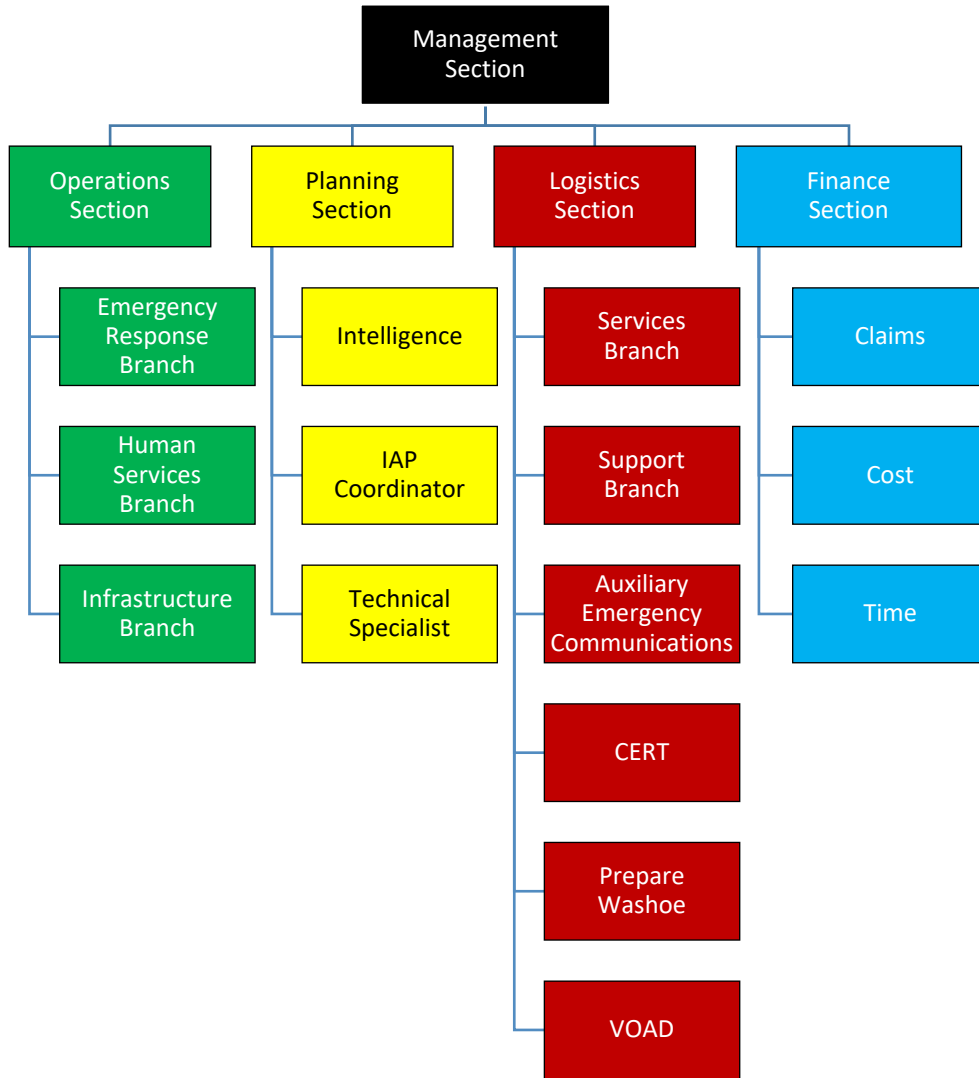 Management
Section
Operations
Section
Planning
Section
Logistics
Section
Finance
Section
Emergency
Response
Branch
Intelligence
Services
Branch
Claims
Human
Services
Branch
IAP
Coordinator
Support
Branch
Cost
Infrastructure
Branch
Technical
Specialist
Auxiliary
Emergency
Communications
Time
CERT
Prepare
Washoe
VOAD